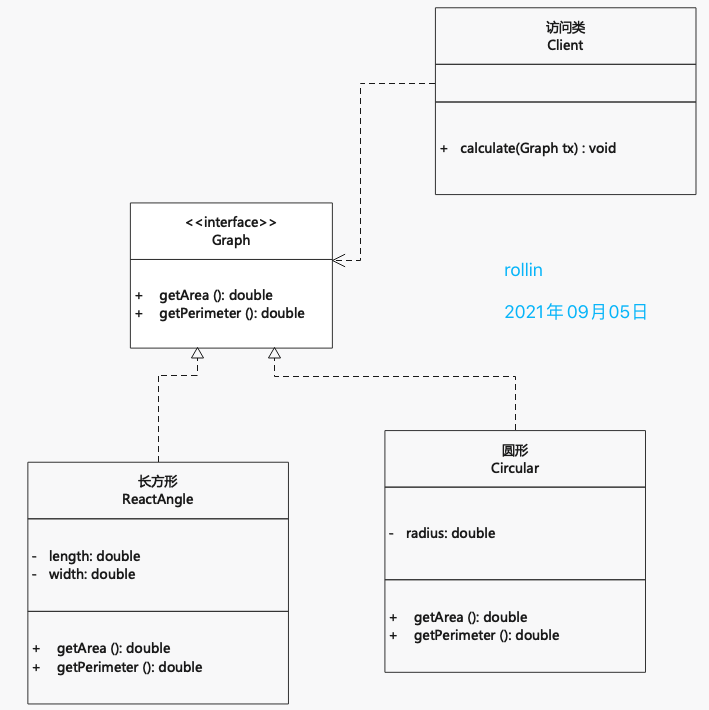 访问类
Client
+ calculate(Graph tx) : void
<<interface>>
Graph
+ getArea (): double
+ getPerimeter (): double
rollin
2021年09月05日
长方形
ReactAngle
- length: double
- width: double
+ getArea (): double
+ getPerimeter (): double
圆形
Circular
- radius: double
+ getArea (): double
+ getPerimeter (): double